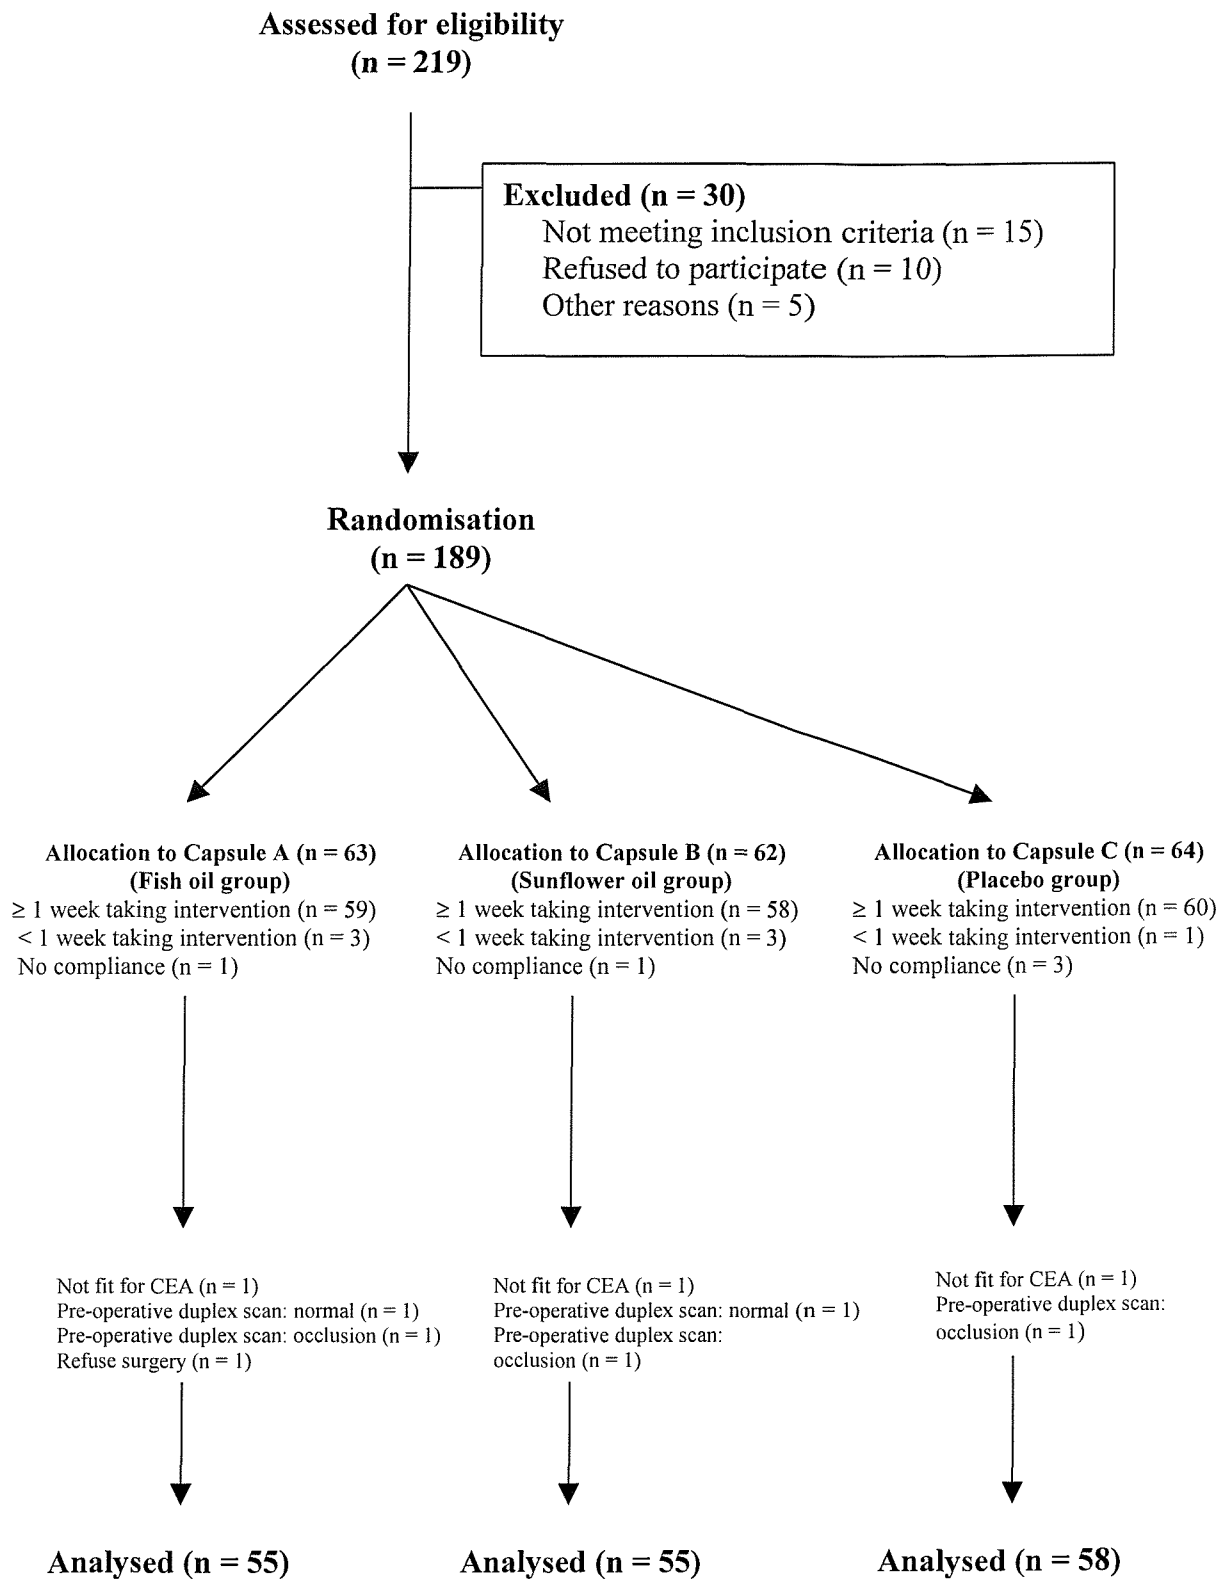 Assessed for eligibility
(n = 219)
Excluded (n = 30)
Not meeting inclusion criteria (n = 15)
Refused to participate (n = 10)
Other reasons (n = 5)
Randomisation
(n = 189)
Allocation to Capsule A (n = 63)
(Fish oil group)
≥ 1 week taking intervention (n = 59)
< 1 week taking intervention (n = 3)
No compliance (n = 1)
Allocation to Capsule B (n = 62)
(Sunflower oil group)
≥ 1 week taking intervention (n = 58)
< 1 week taking intervention (n = 3)
No compliance (n = 1)
Allocation to Capsule C (n = 64)
(Placebo group)
≥ 1 week taking intervention (n = 60)
< 1 week taking intervention (n = 1)
No compliance (n = 3)
Not fit for CEA (n = 1)
Pre-operative duplex scan: normal (n = 1)
Pre-operative duplex scan: occlusion (n = 1)
Refuse surgery (n = 1)
Not fit for CEA (n = 1)
Pre-operative duplex scan: normal (n = 1)
Pre-operative duplex scan:
occlusion (n = 1)
Not fit for CEA (n = 1)
Pre-operative duplex scan:
occlusion (n = 1)
Analysed (n = 55)
Analysed (n = 55)
Analysed (n = 58)